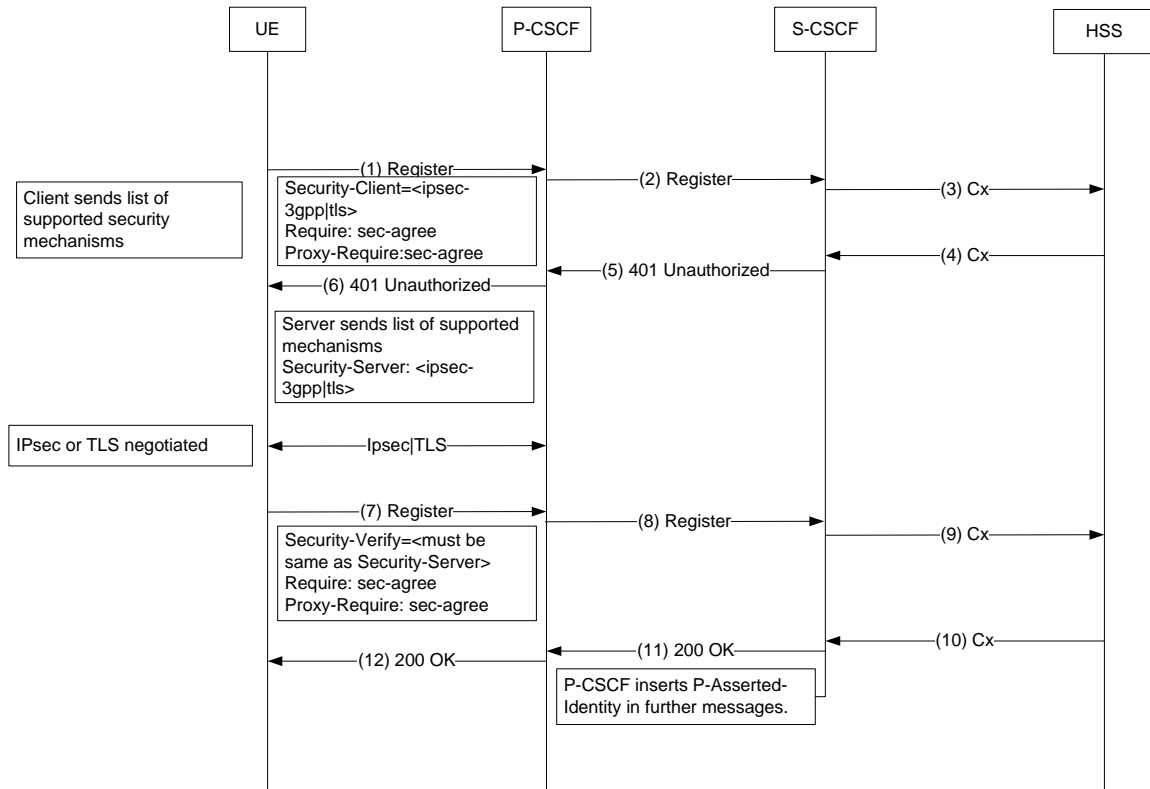 UE
P-CSCF
S-CSCF
HSS
(1) Register
Client sends list of
supported security
mechanisms
Security-Client=<ipsec-
3gpp|tls>
Require: sec-agree
Proxy-Require:sec-agree
(2) Register
(3) Cx
(4) Cx
(5) 401 Unauthorized
(6) 401 Unauthorized
Server sends list of supported
mechanisms
Security-Server: <ipsec-
3gpp|tls>
IPsec or TLS negotiated
Ipsec|TLS
(7) Register
(8) Register
(9) Cx
Security-Verify=<must be
same as Security-Server>
Require: sec-agree
Proxy-Require: sec-agree
(10) Cx
(11) 200 OK
(12) 200 OK
P-CSCF inserts P-Asserted-
Identity in further messages.